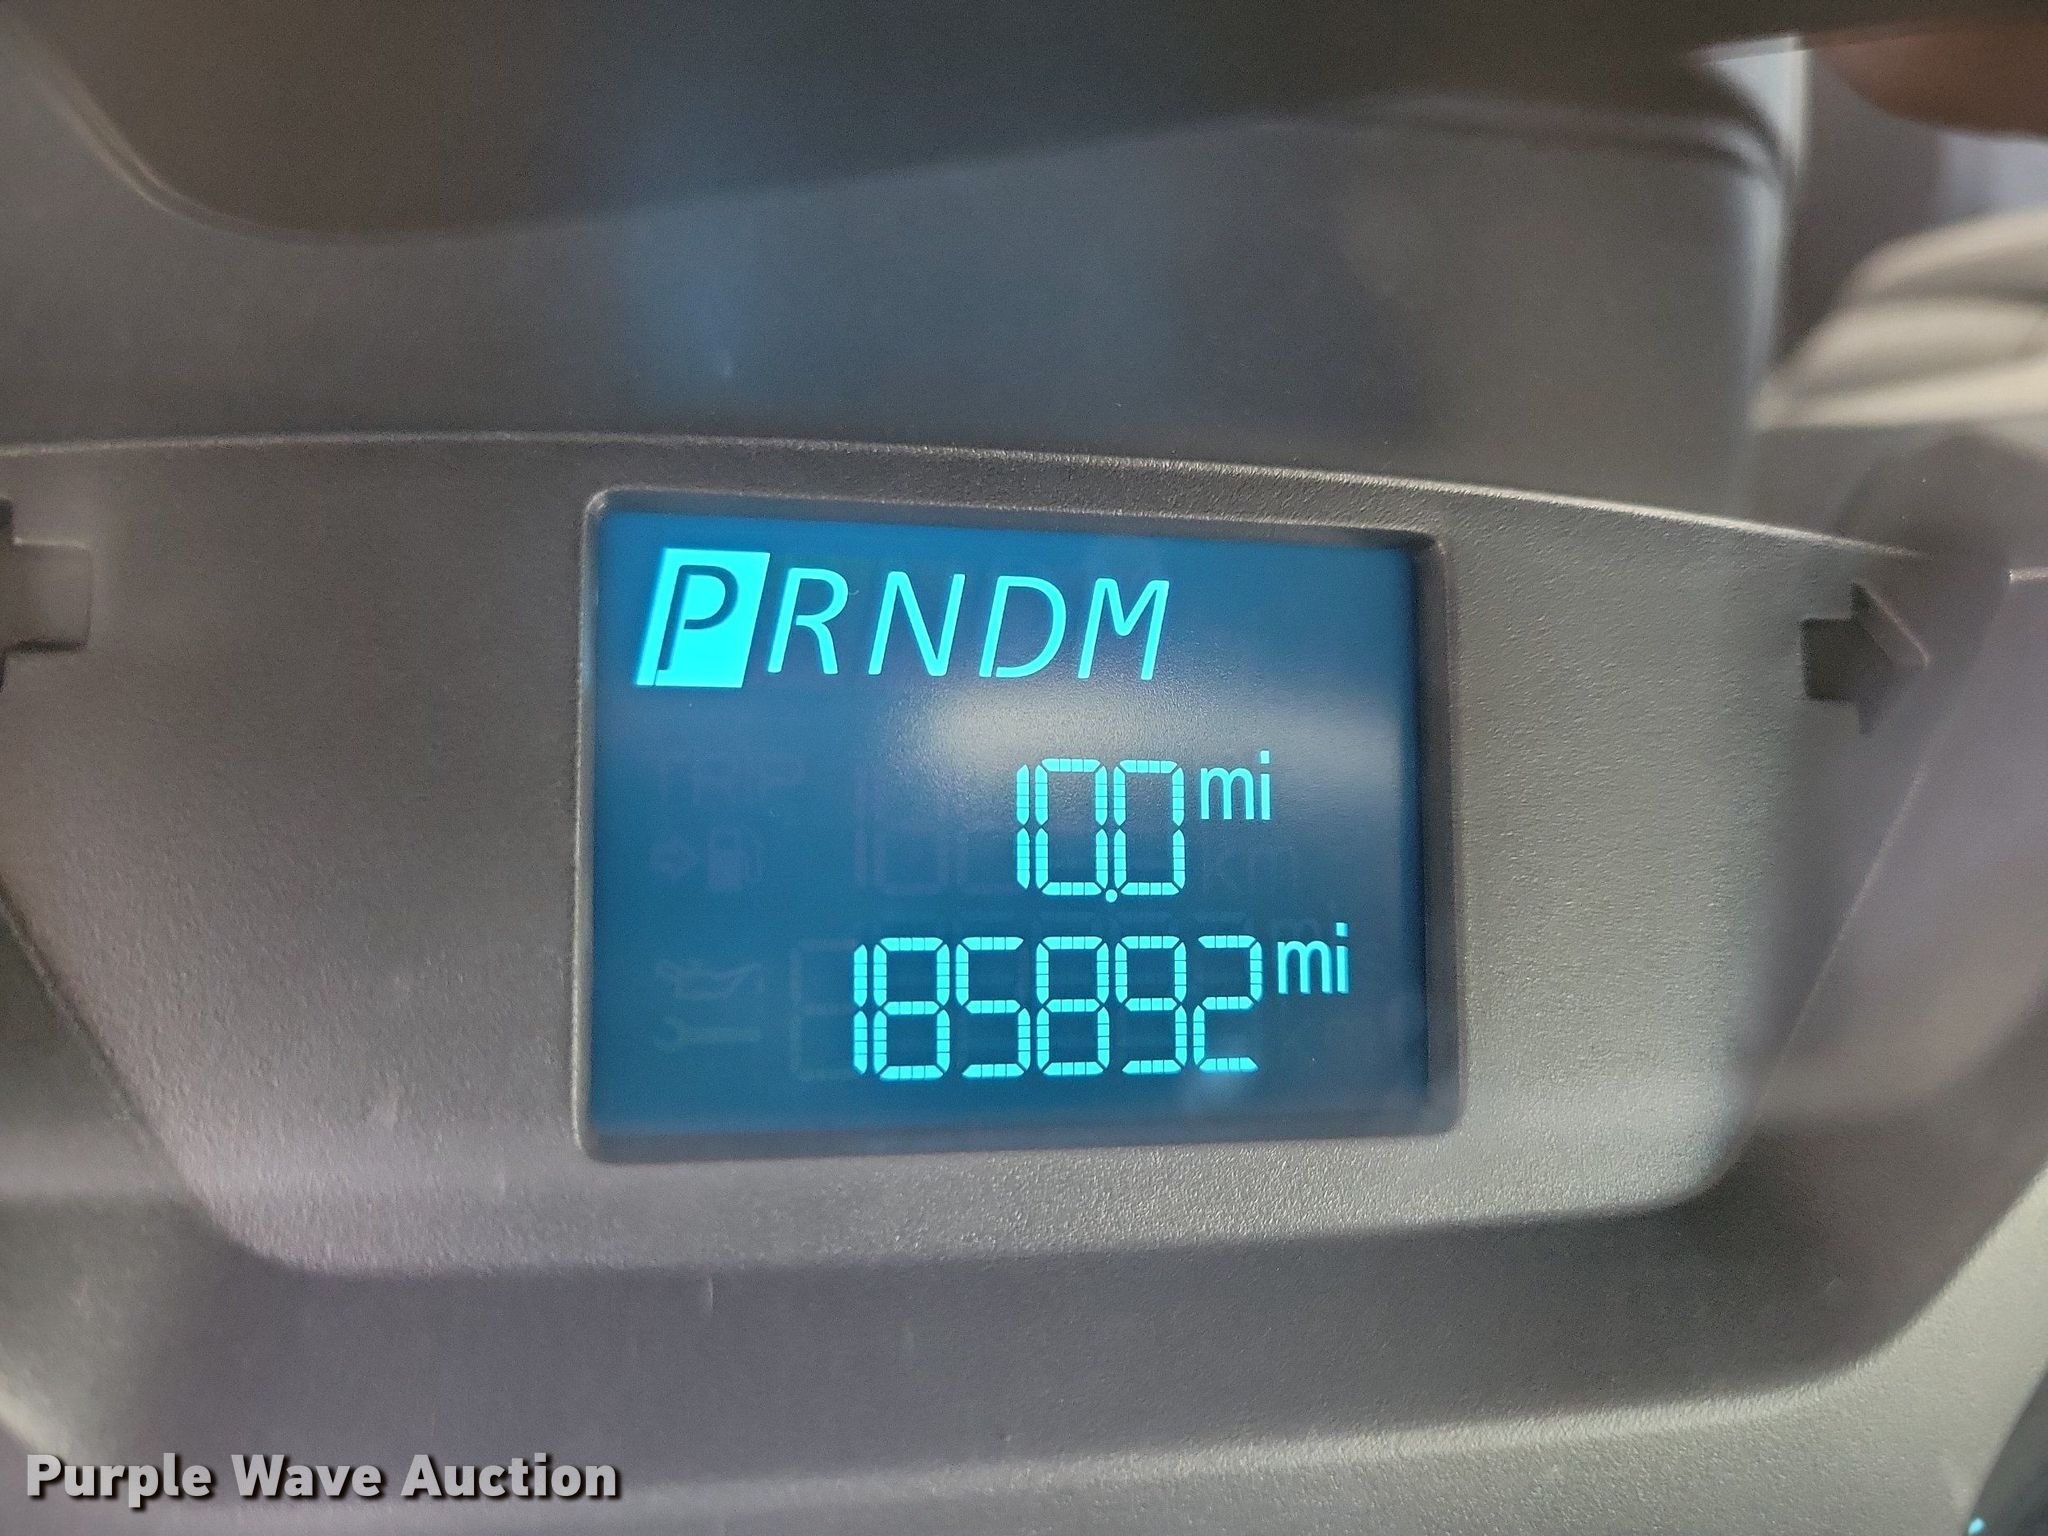 PRNDM
10.0 mi
185892 mi
Purple Wave Auction